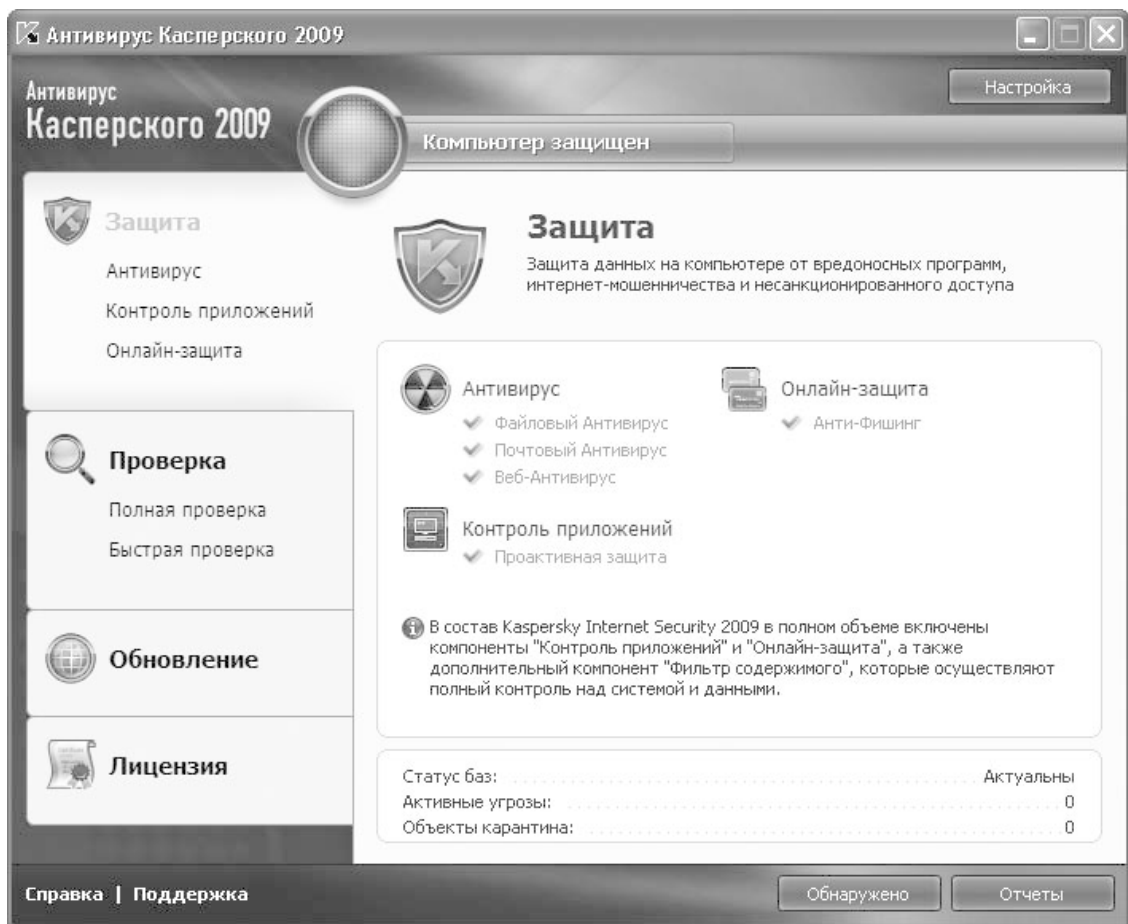 Антивирус Касперского 2009
Антивирус
Касперского 2009
Настройка
Компьютер защищен
Защита
Антивирус
Контроль приложений
Онлайн-защита
Проверка
Полная проверка
Быстрая проверка
Обновление
Лицензия
Защита
Защита данных на компьютере от вредоносных программ,
интернет-мошенничества и несанкционированного доступа
Антивирус
Файловый Антивирус
Почтовый Антивирус
Веб-Антивирус
Онлайн-защита
Анти-Фишинг
Контроль приложений
Проактивная защита
В состав Kaspersky Internet Security 2009 в полном объеме включены
компоненты "Контроль приложений" и "Онлайн-защита", а также
дополнительный компонент "Фильтр содержимого", которые осуществляют
полный контроль над системой и данными.
Статус баз: Актуальны
Активные угрозы: 0
Объекты карантина: 0
Справка | Поддержка
Обнаружено
Отчеты